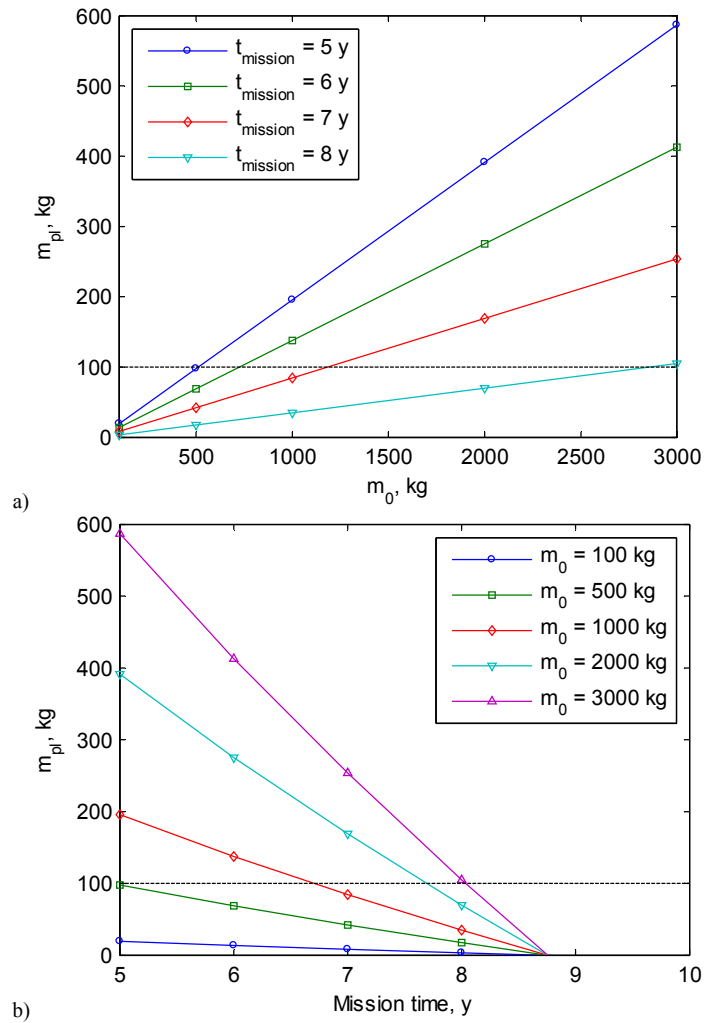 600
500
400
300
200
100
0
m_pl, kg
t_mission = 5 y
t_mission = 6 y
t_mission = 7 y
t_mission = 8 y
500 1000 1500 2000 2500 3000
m_0, kg
a)
600
500
400
300
200
100
0
m_pl, kg
m_0 = 100 kg
m_0 = 500 kg
m_0 = 1000 kg
m_0 = 2000 kg
m_0 = 3000 kg
5 6 7 8 9 10
Mission time, y
b)